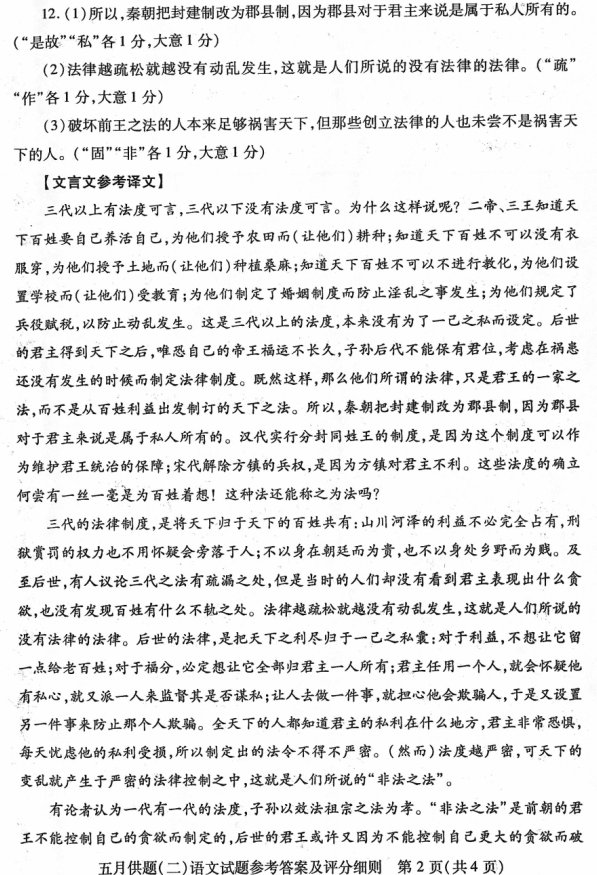 12.(1)所以,秦朝把封建制改为郡县制,因为郡县对于君主来说是属于私人所有的。
(“是故”“私”各1分,大意1分)
(2)法律越疏松就越没有动乱发生,这就是人们所说的没有法律的法律。(“疏”
“作”各1分,大意1分)
(3)破坏前王之法的人本来足够祸害天下,但那些创立法律的人也未尝不是祸害天
下的人。(“固”“非”各1分,大意1分)
【文言文参考译文】
三代以上有法度可言,三代以下没有法度可言。为什么这样说呢?二帝、三王知道天
下百姓要自己养活自己,为他们授予农田而(让他们)耕种;知道天下百姓不可以没有衣
服穿,为他们授予土地而(让他们)种植桑麻;知道天下百姓不可以不进行教化,为他们设
置学校而(让他们)受教育;为他们制定了婚姻制度而防止淫乱之事发生;为他们规定了
兵役赋税,以防止动乱发生。这是三代以上的法度,本来没有为了一己之私而设定。后世
的君主得到天下之后,唯恐自己的帝王福运不长久,子孙后代不能保有君位,考虑在祸患
还没有发生的时候而制定法律制度。既然这样,那么他们所谓的法律,只是君王的一家之
法,而不是从百姓利益出发制订的天下之法。所以,秦朝把封建制改为郡县制,因为郡县
对于君主来说是属于私人所有的。汉代实行分封同姓王的制度,是因为这个制度可以作
为维护君王统治的保障;宋代解除方镇的兵权,是因为方镇对君主不利。这些法度的确立
何尝有一丝一毫是为百姓着想!这种法还能称之为法吗?
三代的法律制度,是将天下归于天下的百姓共有:山川河泽的利益不必完全占有,刑
狱赏罚的权力也不用怀疑会旁落于人;不以身在朝廷而为贵,也不以身处乡野而为贱。及
至后世,有人议论三代之法有疏漏之处,但是当时的人们却没有看到君主表现出什么贪
欲,也没有发现百姓有什么不轨之处。法律越疏松就越没有动乱发生,这就是人们所说的
没有法律的法律。后世的法律,是把天下之利尽归于一己之私囊:对于利益,不想让它留
一点给老百姓;对于福分,必定想让它全部归君主一人所有;君主任用一个人,就会怀疑他
有私心,就又派一人来监督其是否谋私;让人去做一件事,就担心他会欺骗人,于是又设置
另一件事来防止那个人欺骗。全天下的人都知道君主的私利在什么地方,君主非常恐惧,
每天忧虑他的私利受损,所以制定出的法令不得不严密。(然而)法度越严密,可天下的
变乱就产生于严密的法律控制之中,这就是人们所说的“非法之法”。
有论者认为一代有一代的法度,子孙以效法祖宗之法为孝。“非法之法”是前朝的君
王不能控制自己的贪欲而制定的,后世的君王或许又因为不能控制自己更大的贪欲而破
五月供题(二)语文试题参考答案及评分细则 第2页(共4页)